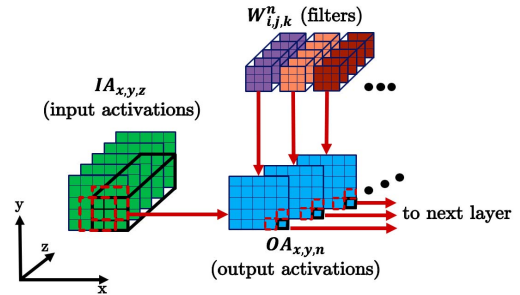 W^n_{i,j,k} (filters)
IA_{x,y,z}
(input activations)
y
z
x
to next layer
OA_{x,y,n}
(output activations)